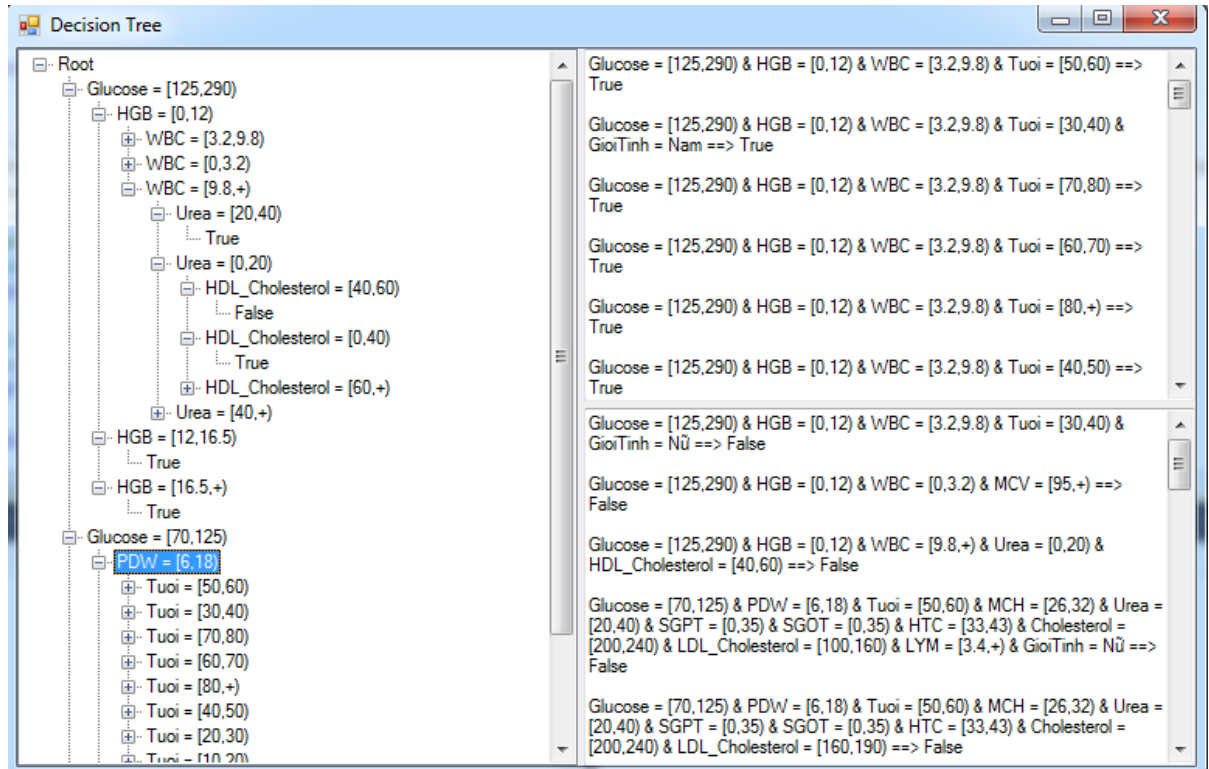 Decision Tree
Root
Glucose = [125,290)
HGB = [0,12)
WBC = [3.2,9.8)
WBC = [0,3.2)
WBC = [9.8,+)
Urea = [20,40)
True
Urea = [0,20)
HDL_Cholesterol = [40,60)
False
HDL_Cholesterol = [0,40)
True
HDL_Cholesterol = [60,+)
Urea = [40,+)
HGB = [12,16.5)
True
HGB = [16.5,+)
True
Glucose = [70,125)
PDW = [6,18)
Tuoi = [50,60)
Tuoi = [30,40)
Tuoi = [70,80)
Tuoi = [60,70)
Tuoi = [80,+)
Tuoi = [40,50)
Tuoi = [20,30)
Tuoi = [10,20)
Glucose = [125,290) & HGB = [0,12) & WBC = [3.2,9.8) & Tuoi = [50,60) ==>
True
Glucose = [125,290) & HGB = [0,12) & WBC = [3.2,9.8) & Tuoi = [30,40) &
GioiTinh = Nam ==> True
Glucose = [125,290) & HGB = [0,12) & WBC = [3.2,9.8) & Tuoi = [70,80) ==>
True
Glucose = [125,290) & HGB = [0,12) & WBC = [3.2,9.8) & Tuoi = [60,70) ==>
True
Glucose = [125,290) & HGB = [0,12) & WBC = [3.2,9.8) & Tuoi = [80,+) ==>
True
Glucose = [125,290) & HGB = [0,12) & WBC = [3.2,9.8) & Tuoi = [40,50) ==>
True
Glucose = [125,290) & HGB = [0,12) & WBC = [3.2,9.8) & Tuoi = [30,40) &
GioiTinh = Nữ ==> False
Glucose = [125,290) & HGB = [0,12) & WBC = [0,3.2) & MCV = [95,+) ==>
False
Glucose = [125,290) & HGB = [0,12) & WBC = [9.8,+) & Urea = [0,20) &
HDL_Cholesterol = [40,60) ==> False
Glucose = [70,125) & PDW = [6,18) & Tuoi = [50,60) & MCH = [26,32) & Urea =
[20,40) & SGPT = [0,35) & SGOT = [0,35) & HTC = [33,43) & Cholesterol =
[200,240) & LDL_Cholesterol = [100,160) & LYM = [3.4,+) & GioiTinh = Nữ ==>
False
Glucose = [70,125) & PDW = [6,18) & Tuoi = [50,60) & MCH = [26,32) & Urea =
[20,40) & SGPT = [0,35) & SGOT = [0,35) & HTC = [33,43) & Cholesterol =
[200,240) & LDL_Cholesterol = [160,190) ==> False